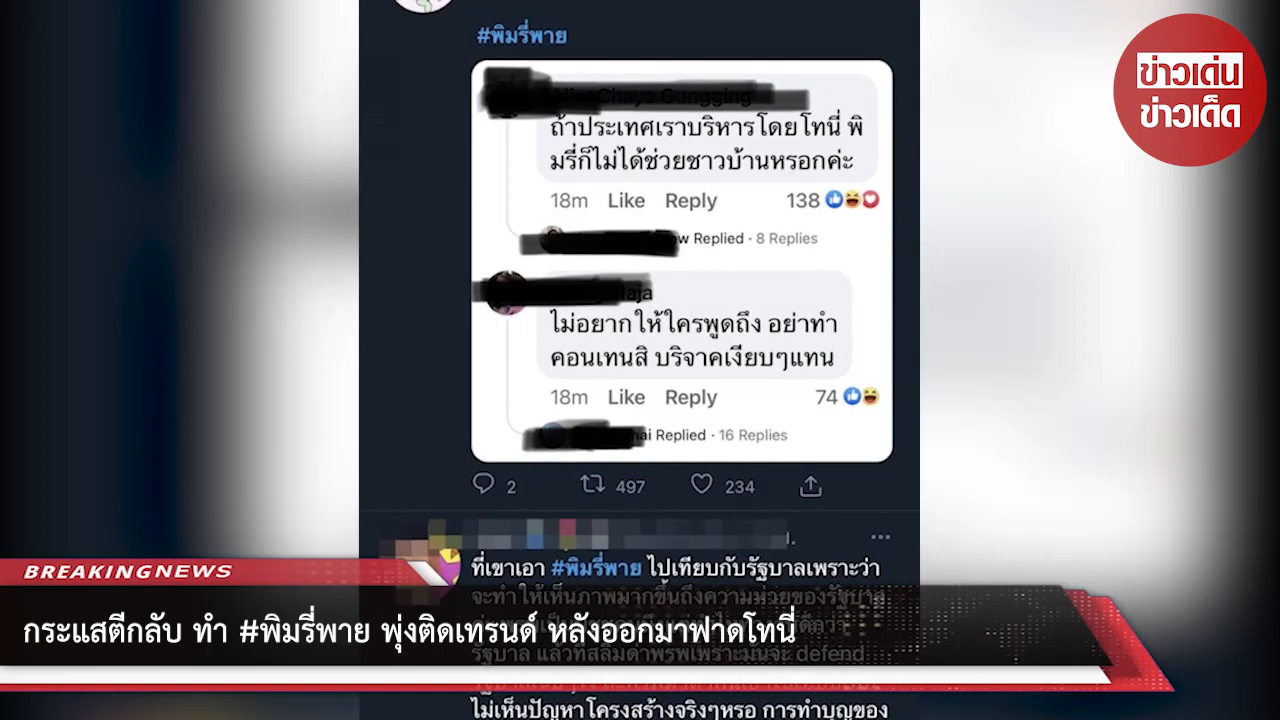 #พิมรี่พาย
ข่าวเด่น
ข่าวเด็ด
Chaya Gungging
ถ้าประเทศเราบริหารโดยโทนี่ พิ
มรี่ก็ไม่ได้ช่วยชาวบ้านหรอกค่ะ
18m Like Reply 138
w Replied · 8 Replies
aja
ไม่อยากให้ใครพูดถึง อย่าทำ
คอนเทนสิ บริจาคเงียบๆแทน
18m Like Reply 74
ai Replied · 16 Replies
2 497 234
ที่เขาเอา #พิมรี่พาย ไปเทียบกับรัฐบาลเพราะว่า
จะทำให้เห็นภาพมากขึ้นถึงความห่วยของรัฐบาล
BREAKING NEWS
กระแสตีกลับ ทำ #พิมรี่พาย พุ่งติดเทรนด์ หลังออกมาฟาดโทนี่
รัฐบาล แล้วที่สลิ่มด่าพรพเพราะมันจะ defend
ไม่เห็นปัญหาโครงสร้างจริงๆหรอ การทำบุญของ